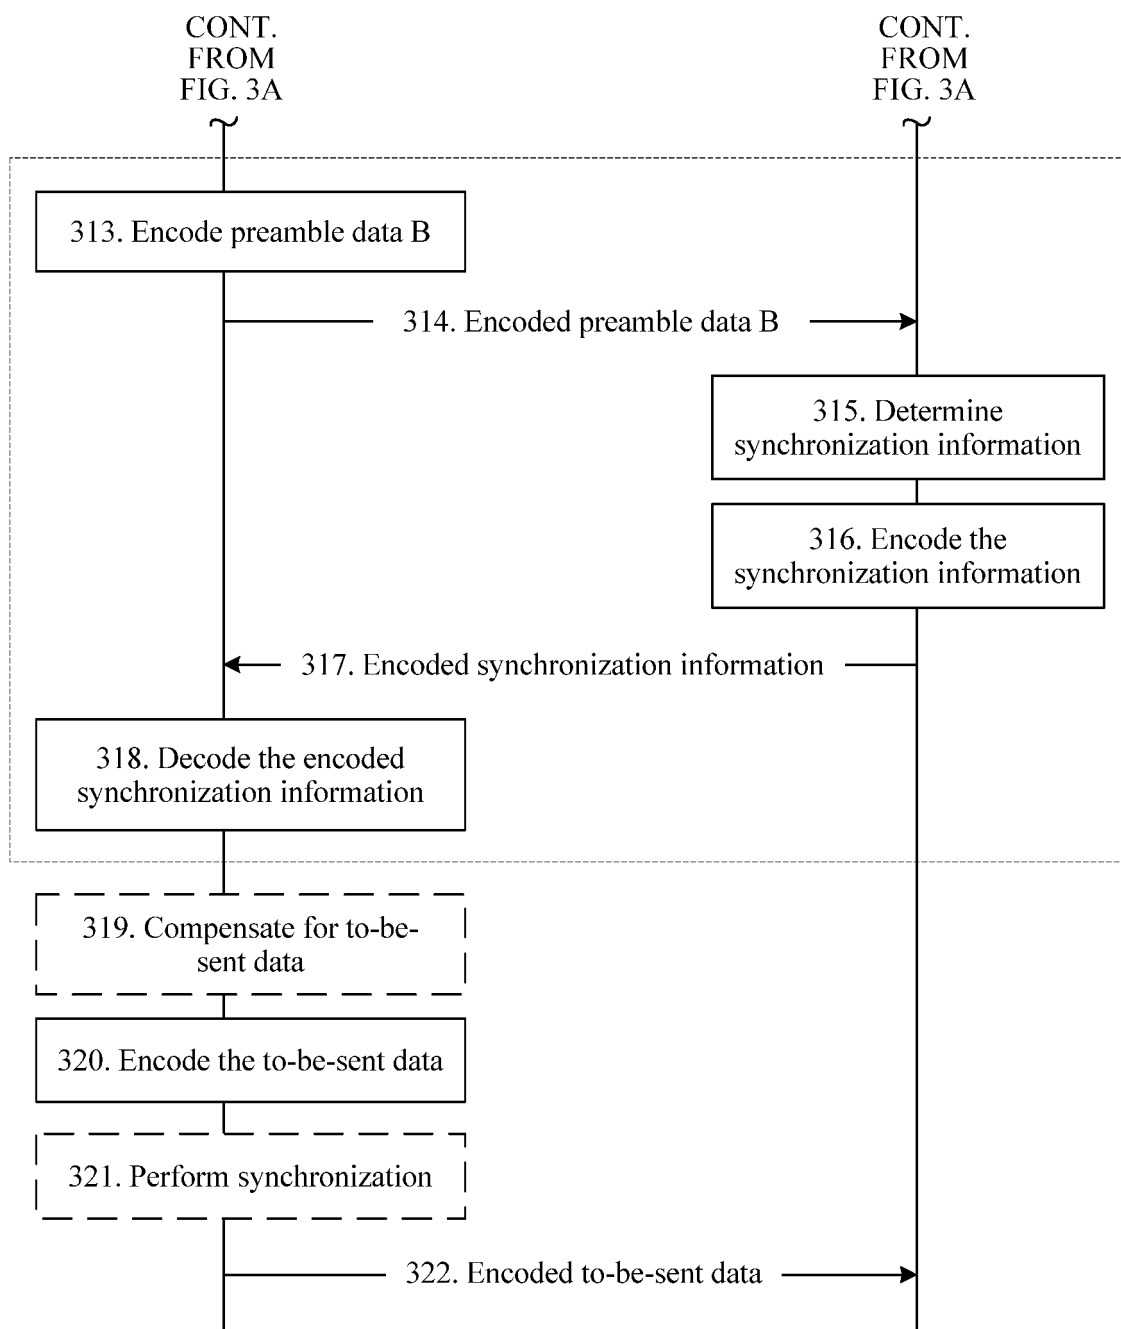 CONT.
FROM
FIG. 3A
CONT.
FROM
FIG. 3A
313. Encode preamble data B
314. Encoded preamble data B
315. Determine
synchronization information
316. Encode the
synchronization information
317. Encoded synchronization information
318. Decode the encoded
synchronization information
319. Compensate for to-be-
sent data
320. Encode the to-be-sent data
321. Perform synchronization
322. Encoded to-be-sent data